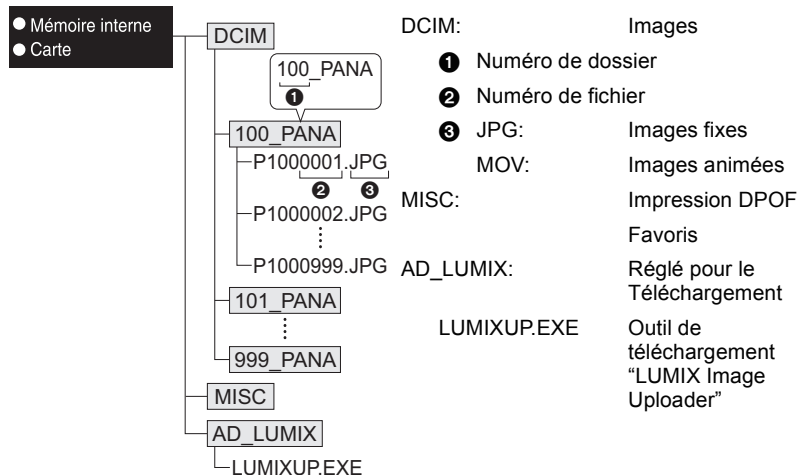 ● Mémoire interne
● Carte
DCIM
100_PANA
❶
100_PANA
P1000001.JPG
❷ ❸
P1000002.JPG
P1000999.JPG
101_PANA
999_PANA
MISC
AD_LUMIX
LUMIXUP.EXE
DCIM: Images
❶ Numéro de dossier
❷ Numéro de fichier
❸ JPG: Images fixes
MOV: Images animées
MISC: Impression DPOF
Favoris
AD_LUMIX: Réglé pour le
Téléchargement
LUMIXUP.EXE Outil de
téléchargement
“LUMIX Image
Uploader”